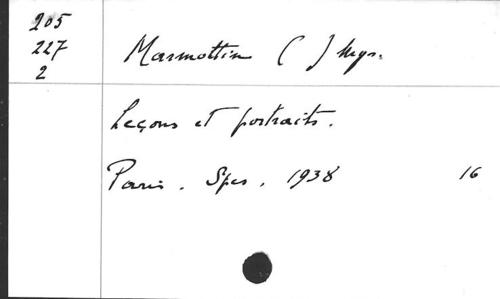 205
227
2
Marmottin ( ) Mgr.
Leçons et portraits.
Paris. Spes, 1938 16